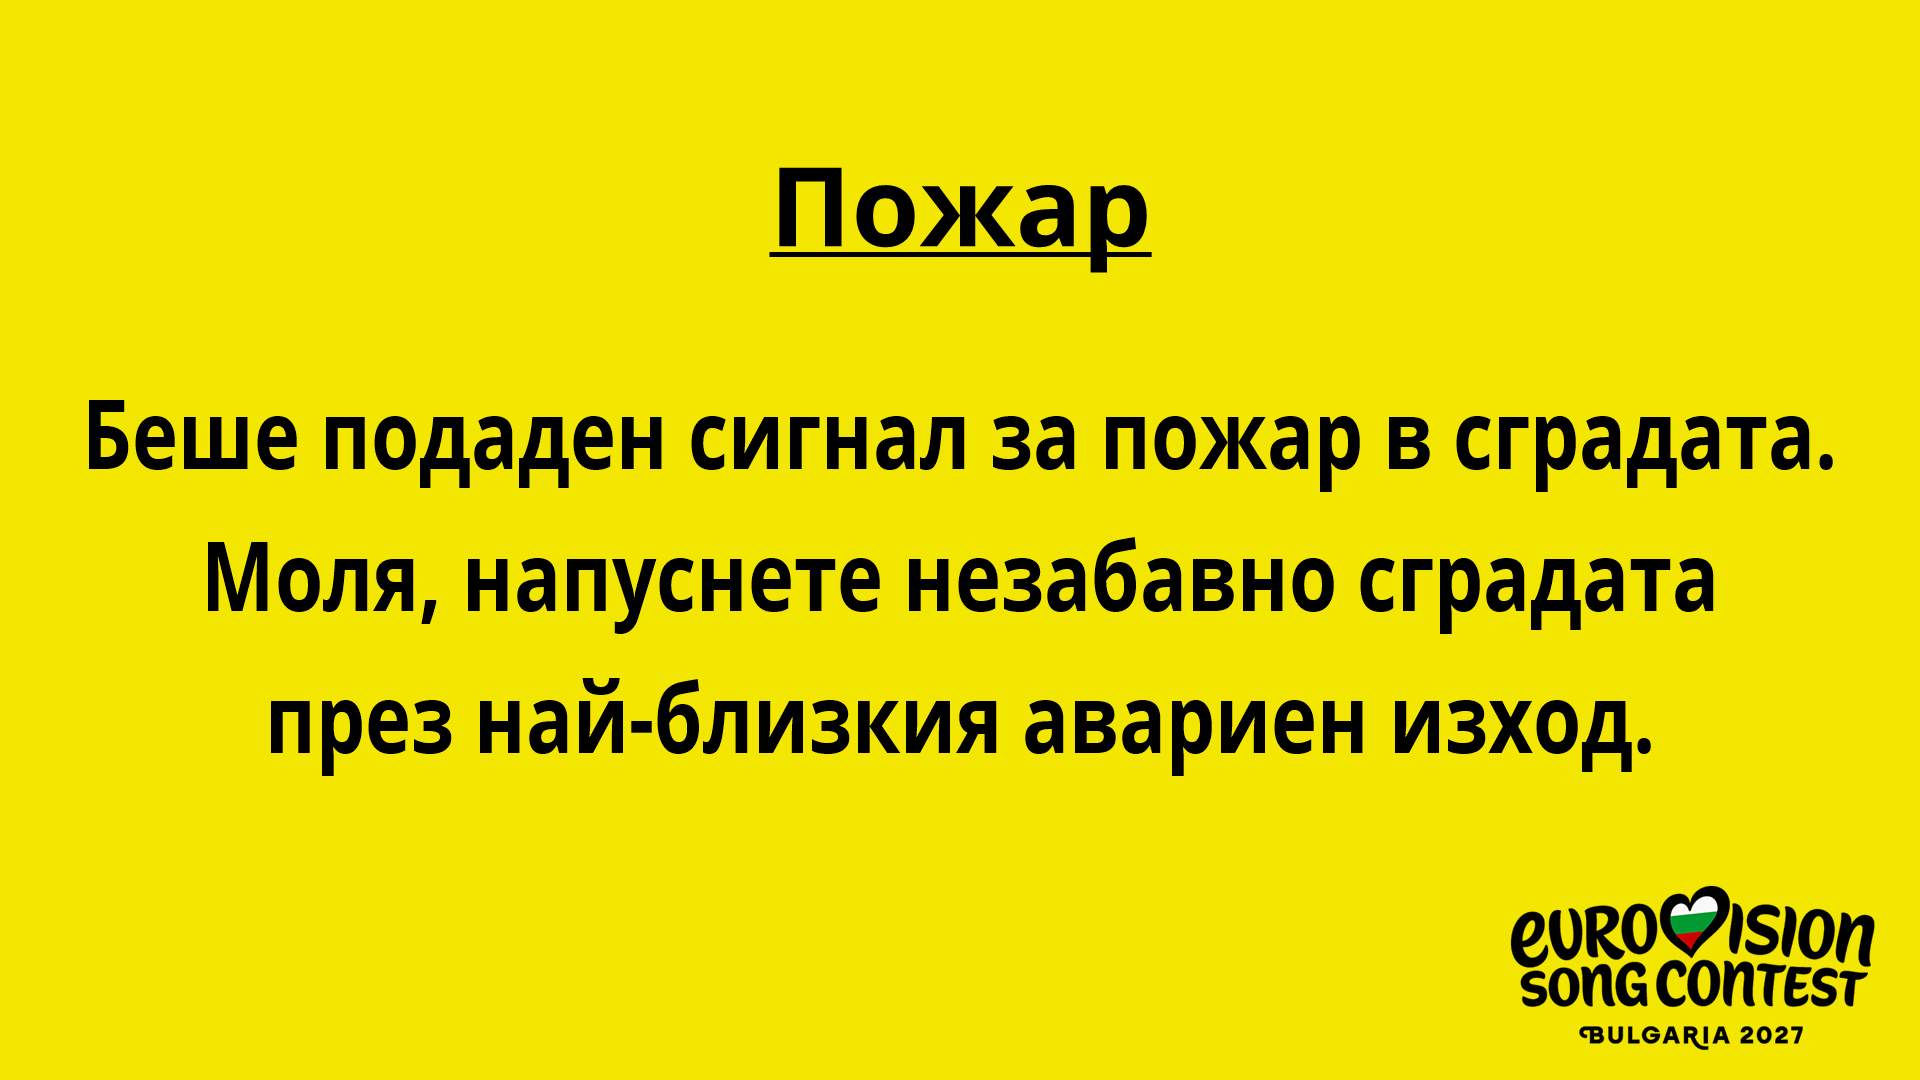 Пожар
Беше подаден сигнал за пожар в сградата.
Моля, напуснете незабавно сградата
през най-близкия авариен изход.
EUROVISION
SONG CONTEST
BULGARIA 2027